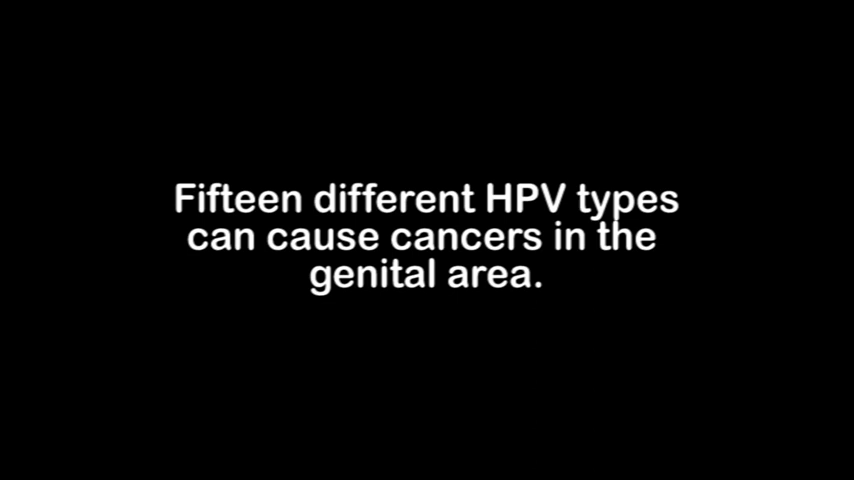 Fifteen different HPV types
can cause cancers in the
genital area.